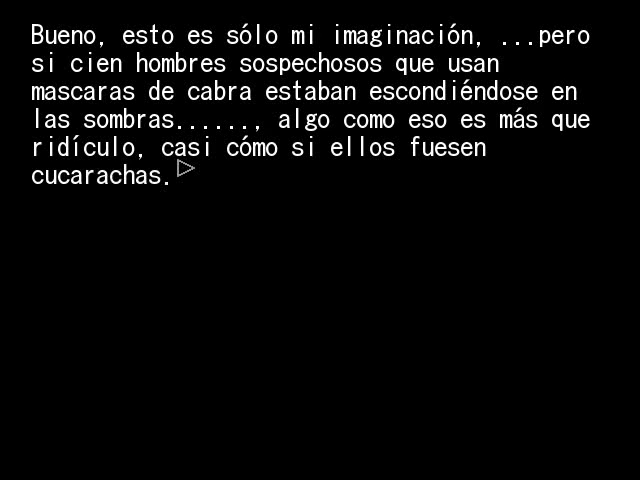 Bueno, esto es sólo mi imaginación, ...pero
si cien hombres sospechosos que usan
mascaras de cabra estaban escondiéndose en
las sombras......, algo como eso es más que
ridículo, casi cómo si ellos fuesen
cucarachas.